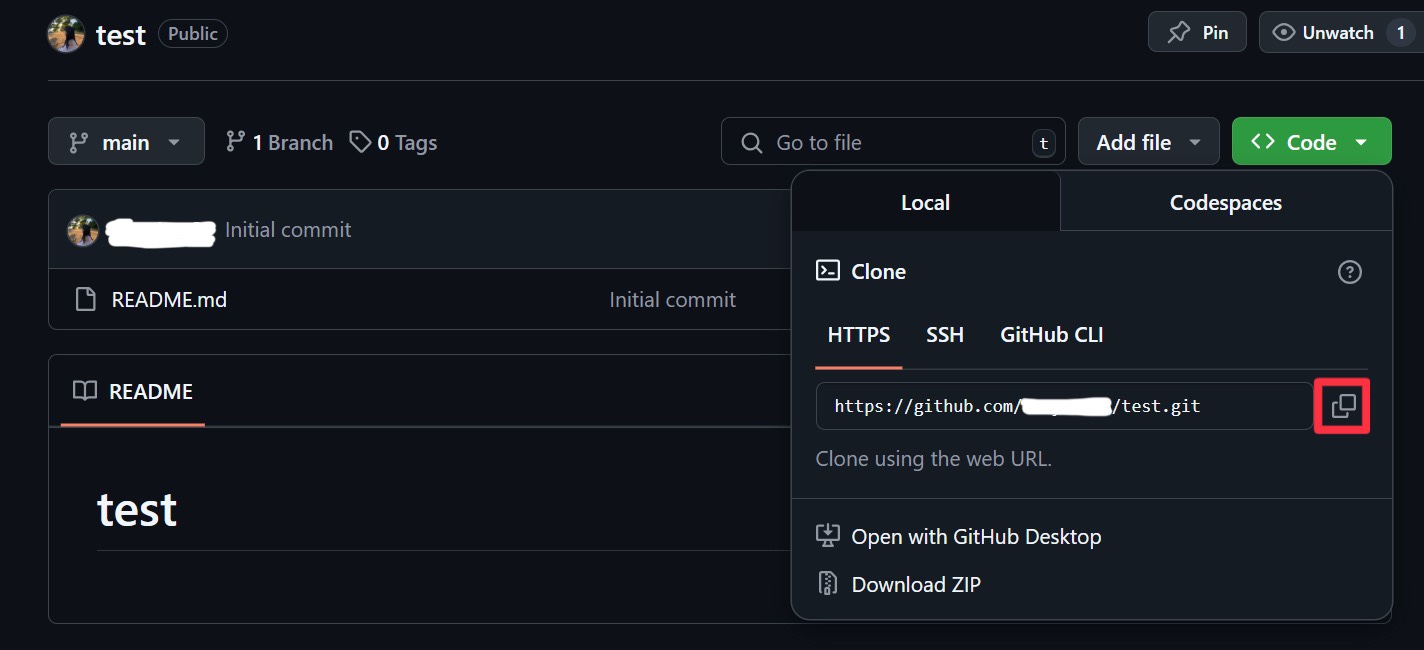 test Public Pin Unwatch 1
main 1 Branch 0 Tags Go to file t Add file Code
Local Codespaces
Initial commit
Clone
README.md Initial commit
HTTPS SSH GitHub CLI
README
https://github.com/ /test.git
Clone using the web URL.
test
Open with GitHub Desktop
Download ZIP